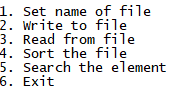 1. Set name of file
2. Write to file
3. Read from file
4. Sort the file
5. Search the element
6. Exit